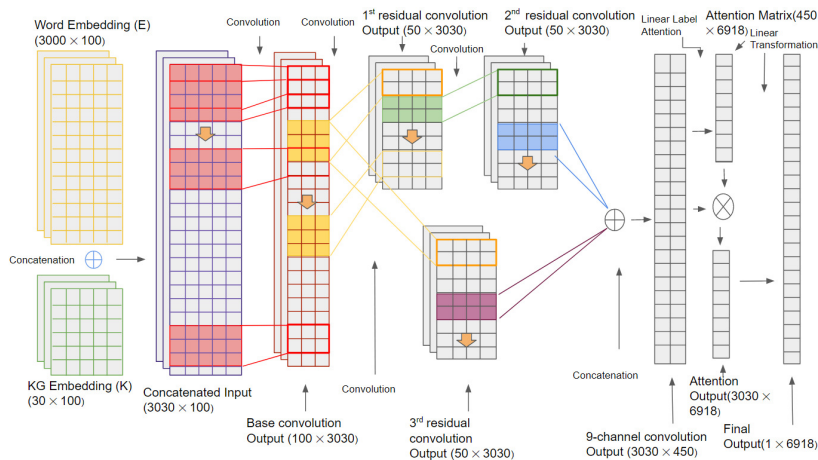 Word Embedding (E)
(3000 × 100)
Convolution
Convolution
1st residual convolution
Output (50 × 3030)
Convolution
2nd residual convolution
Output (50 × 3030)
Linear Label
Attention
Attention Matrix(450
× 6918)
Linear
Transformation
Concatenation
KG Embedding (K)
(30 × 100)
Concatenated Input
(3030 × 100)
Base convolution
Output (100 × 3030)
Convolution
3rd residual
convolution
Output (50 × 3030)
Concatenation
9-channel convolution
Output (3030 × 450)
Attention
Output(3030 ×
6918)
Final
Output(1 × 6918)